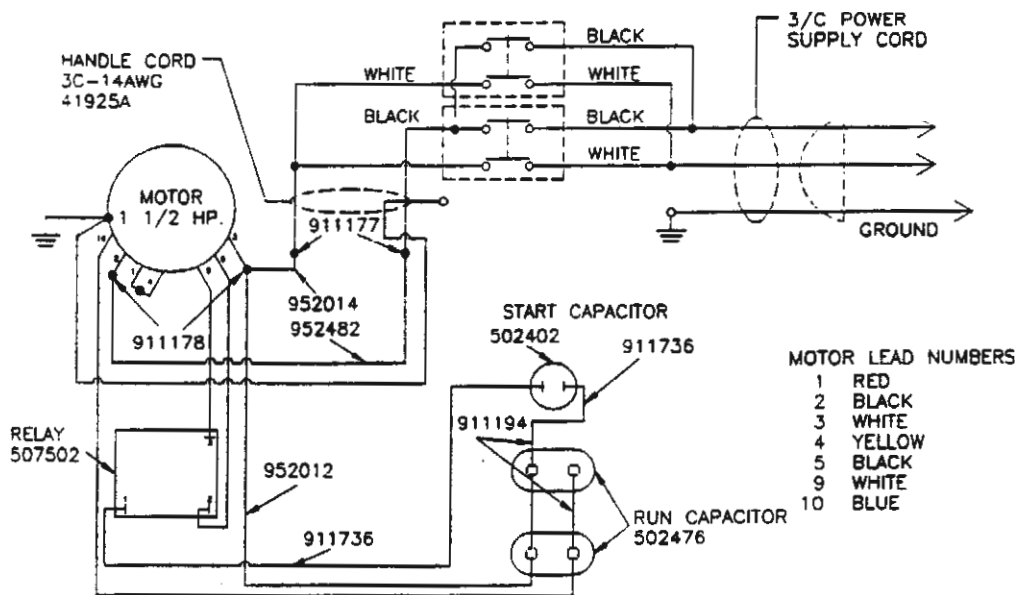 3/C POWER
SUPPLY CORD
BLACK
HANDLE CORD
3C-14AWG
41925A
WHITE
WHITE
BLACK
BLACK
WHITE
MOTOR
1 1/2 HP.
GROUND
911177
952014
952482
911178
START CAPACITOR
502402
911736
911194
MOTOR LEAD NUMBERS
1 RED
2 BLACK
3 WHITE
4 YELLOW
5 BLACK
9 WHITE
10 BLUE
RELAY
507502
952012
RUN CAPACITOR
502476
911736